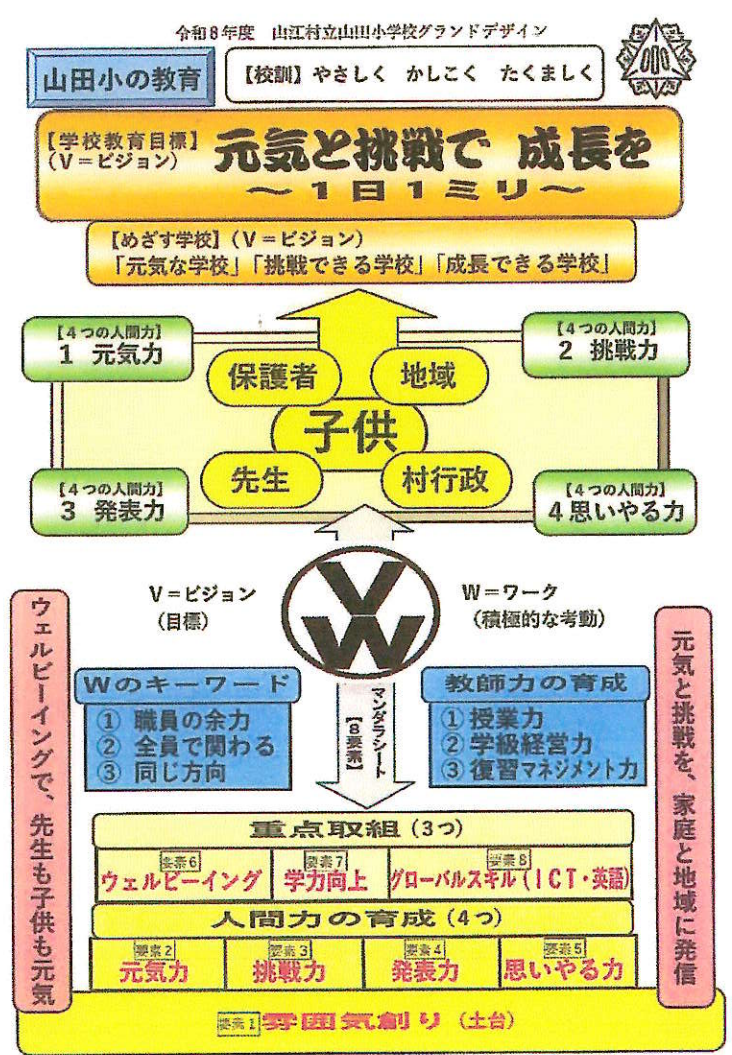 令和8年度 山江村立山田小学校グランドデザイン
山田小の教育
【校訓】やさしく かしこく たくましく
【学校教育目標】
(V=ビジョン)
元気と挑戦で 成長を
～1日1ミリ～
【めざす学校】(V=ビジョン)
「元気な学校」「挑戦できる学校」「成長できる学校」
【4つの人間力】
1 元気力
【4つの人間力】
2 挑戦力
保護者
地域
子供
先生
村行政
【4つの人間力】
3 発表力
【4つの人間力】
4思いやる力
V=ビジョン
(目標)
VW
W=ワーク
(積極的な考動)
ウェルビーイングで、先生も子供も元気
元気と挑戦を、家庭と地域に発信
Wのキーワード
① 職員の余力
② 全員で関わる
③ 同じ方向
マンダラシート
【8要素】
教師力の育成
① 授業力
② 学級経営力
③ 復習マネジメント力
重点取組(3つ)
要素6
ウェルビーイング
要素7
学力向上
要素8
グローバルスキル(ICT・英語)
人間力の育成(4つ)
要素2
元気力
要素3
挑戦力
要素4
発表力
要素5
思いやる力
要素1 雰囲気創り(土台)